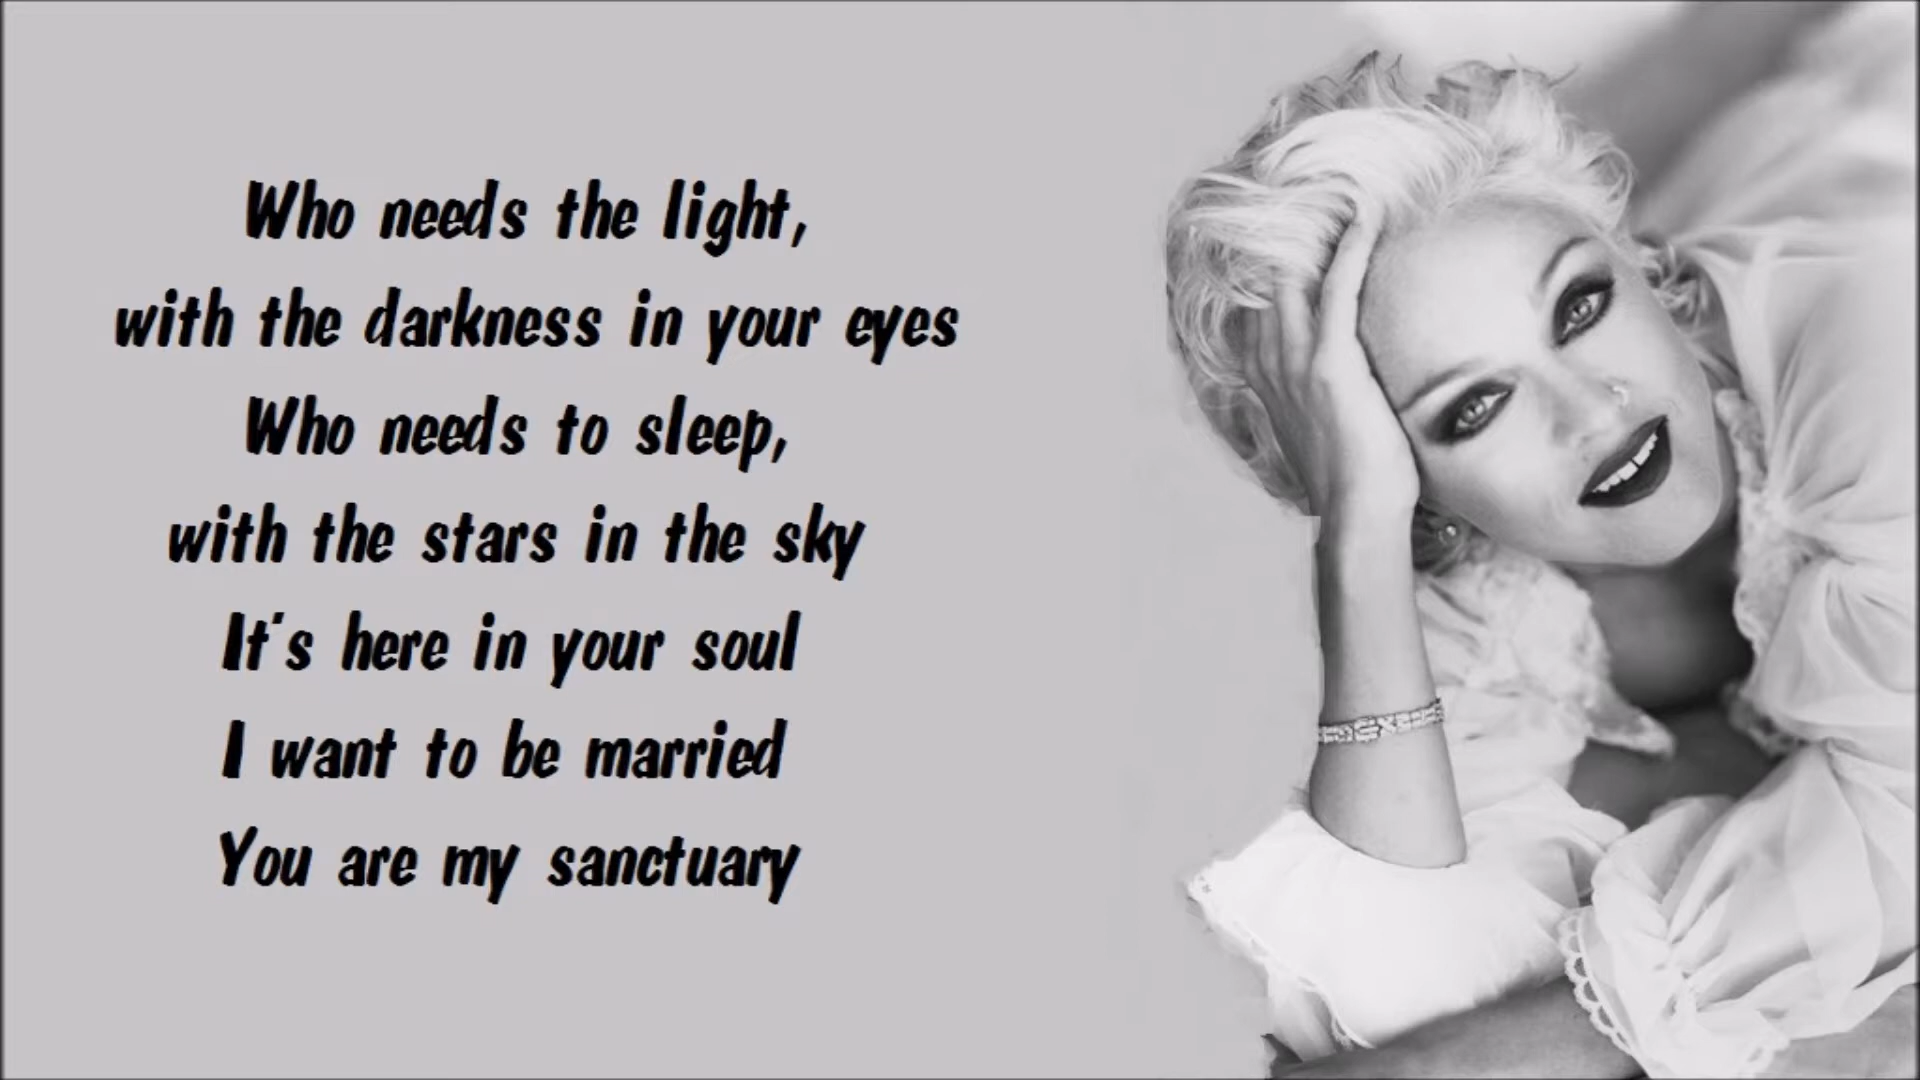 Who needs the light,
with the darkness in your eyes
Who needs to sleep,
with the stars in the sky
It's here in your soul
I want to be married
You are my sanctuary